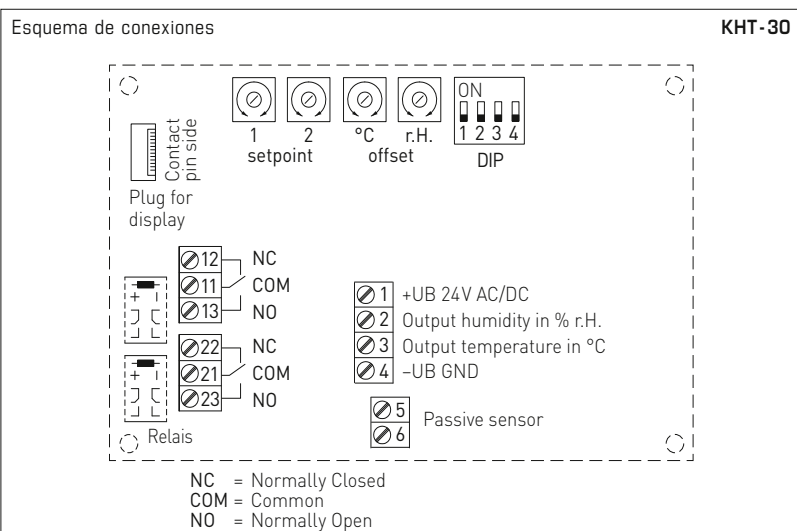 Esquema de conexiones KHT-30
ON
1 2 °C r.H. 1 2 3 4
setpoint offset DIP
Contact
pin side
Plug for
display
12 NC
11 COM
13 NO
22 NC
21 COM
23 NO
+ –
+ –
Relais
1 +UB 24V AC/DC
2 Output humidity in % r.H.
3 Output temperature in °C
4 –UB GND
5 Passive sensor
6
NC = Normally Closed
COM = Common
NO = Normally Open